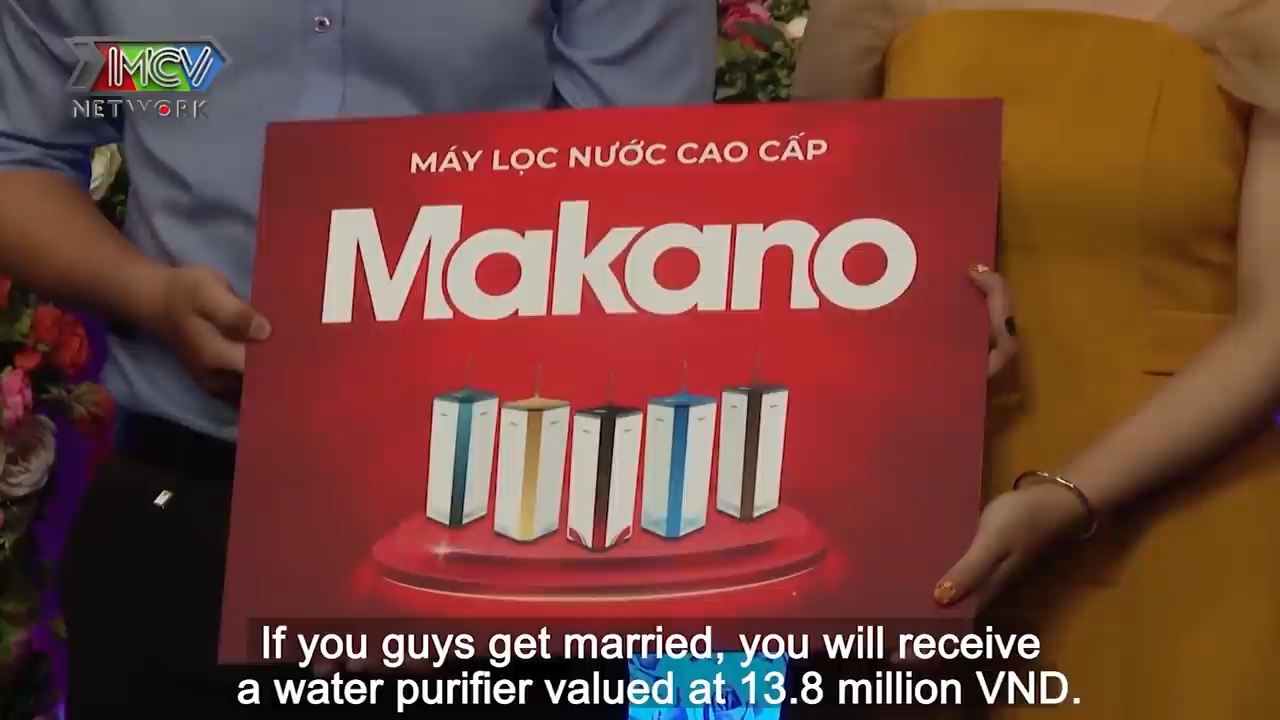 MCV
NETWORK
MÁY LỌC NƯỚC CAO CẤP
Makano
If you guys get married, you will receive
a water purifier valued at 13.8 million VND.